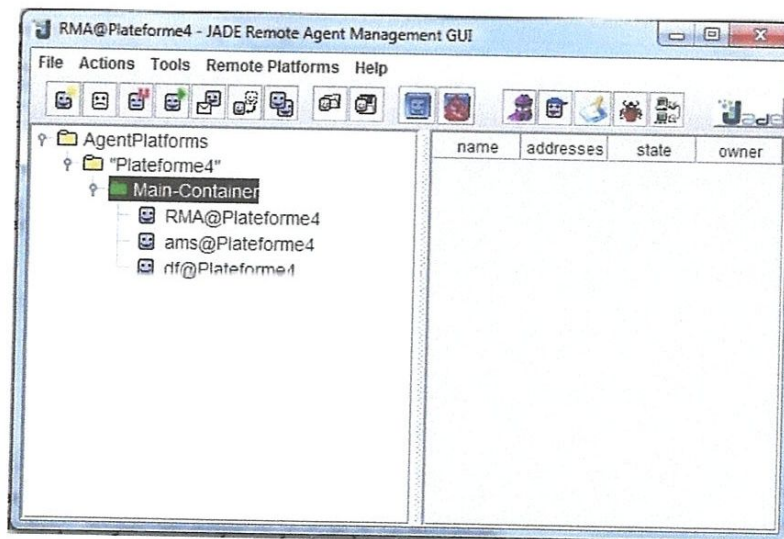 RMA@Plateforme4 - JADE Remote Agent Management GUI
File Actions Tools Remote Platforms Help
Jade
AgentPlatforms
"Plateforme4"
Main-Container
RMA@Plateforme4
ams@Plateforme4
df@Plateforme4
name addresses state owner